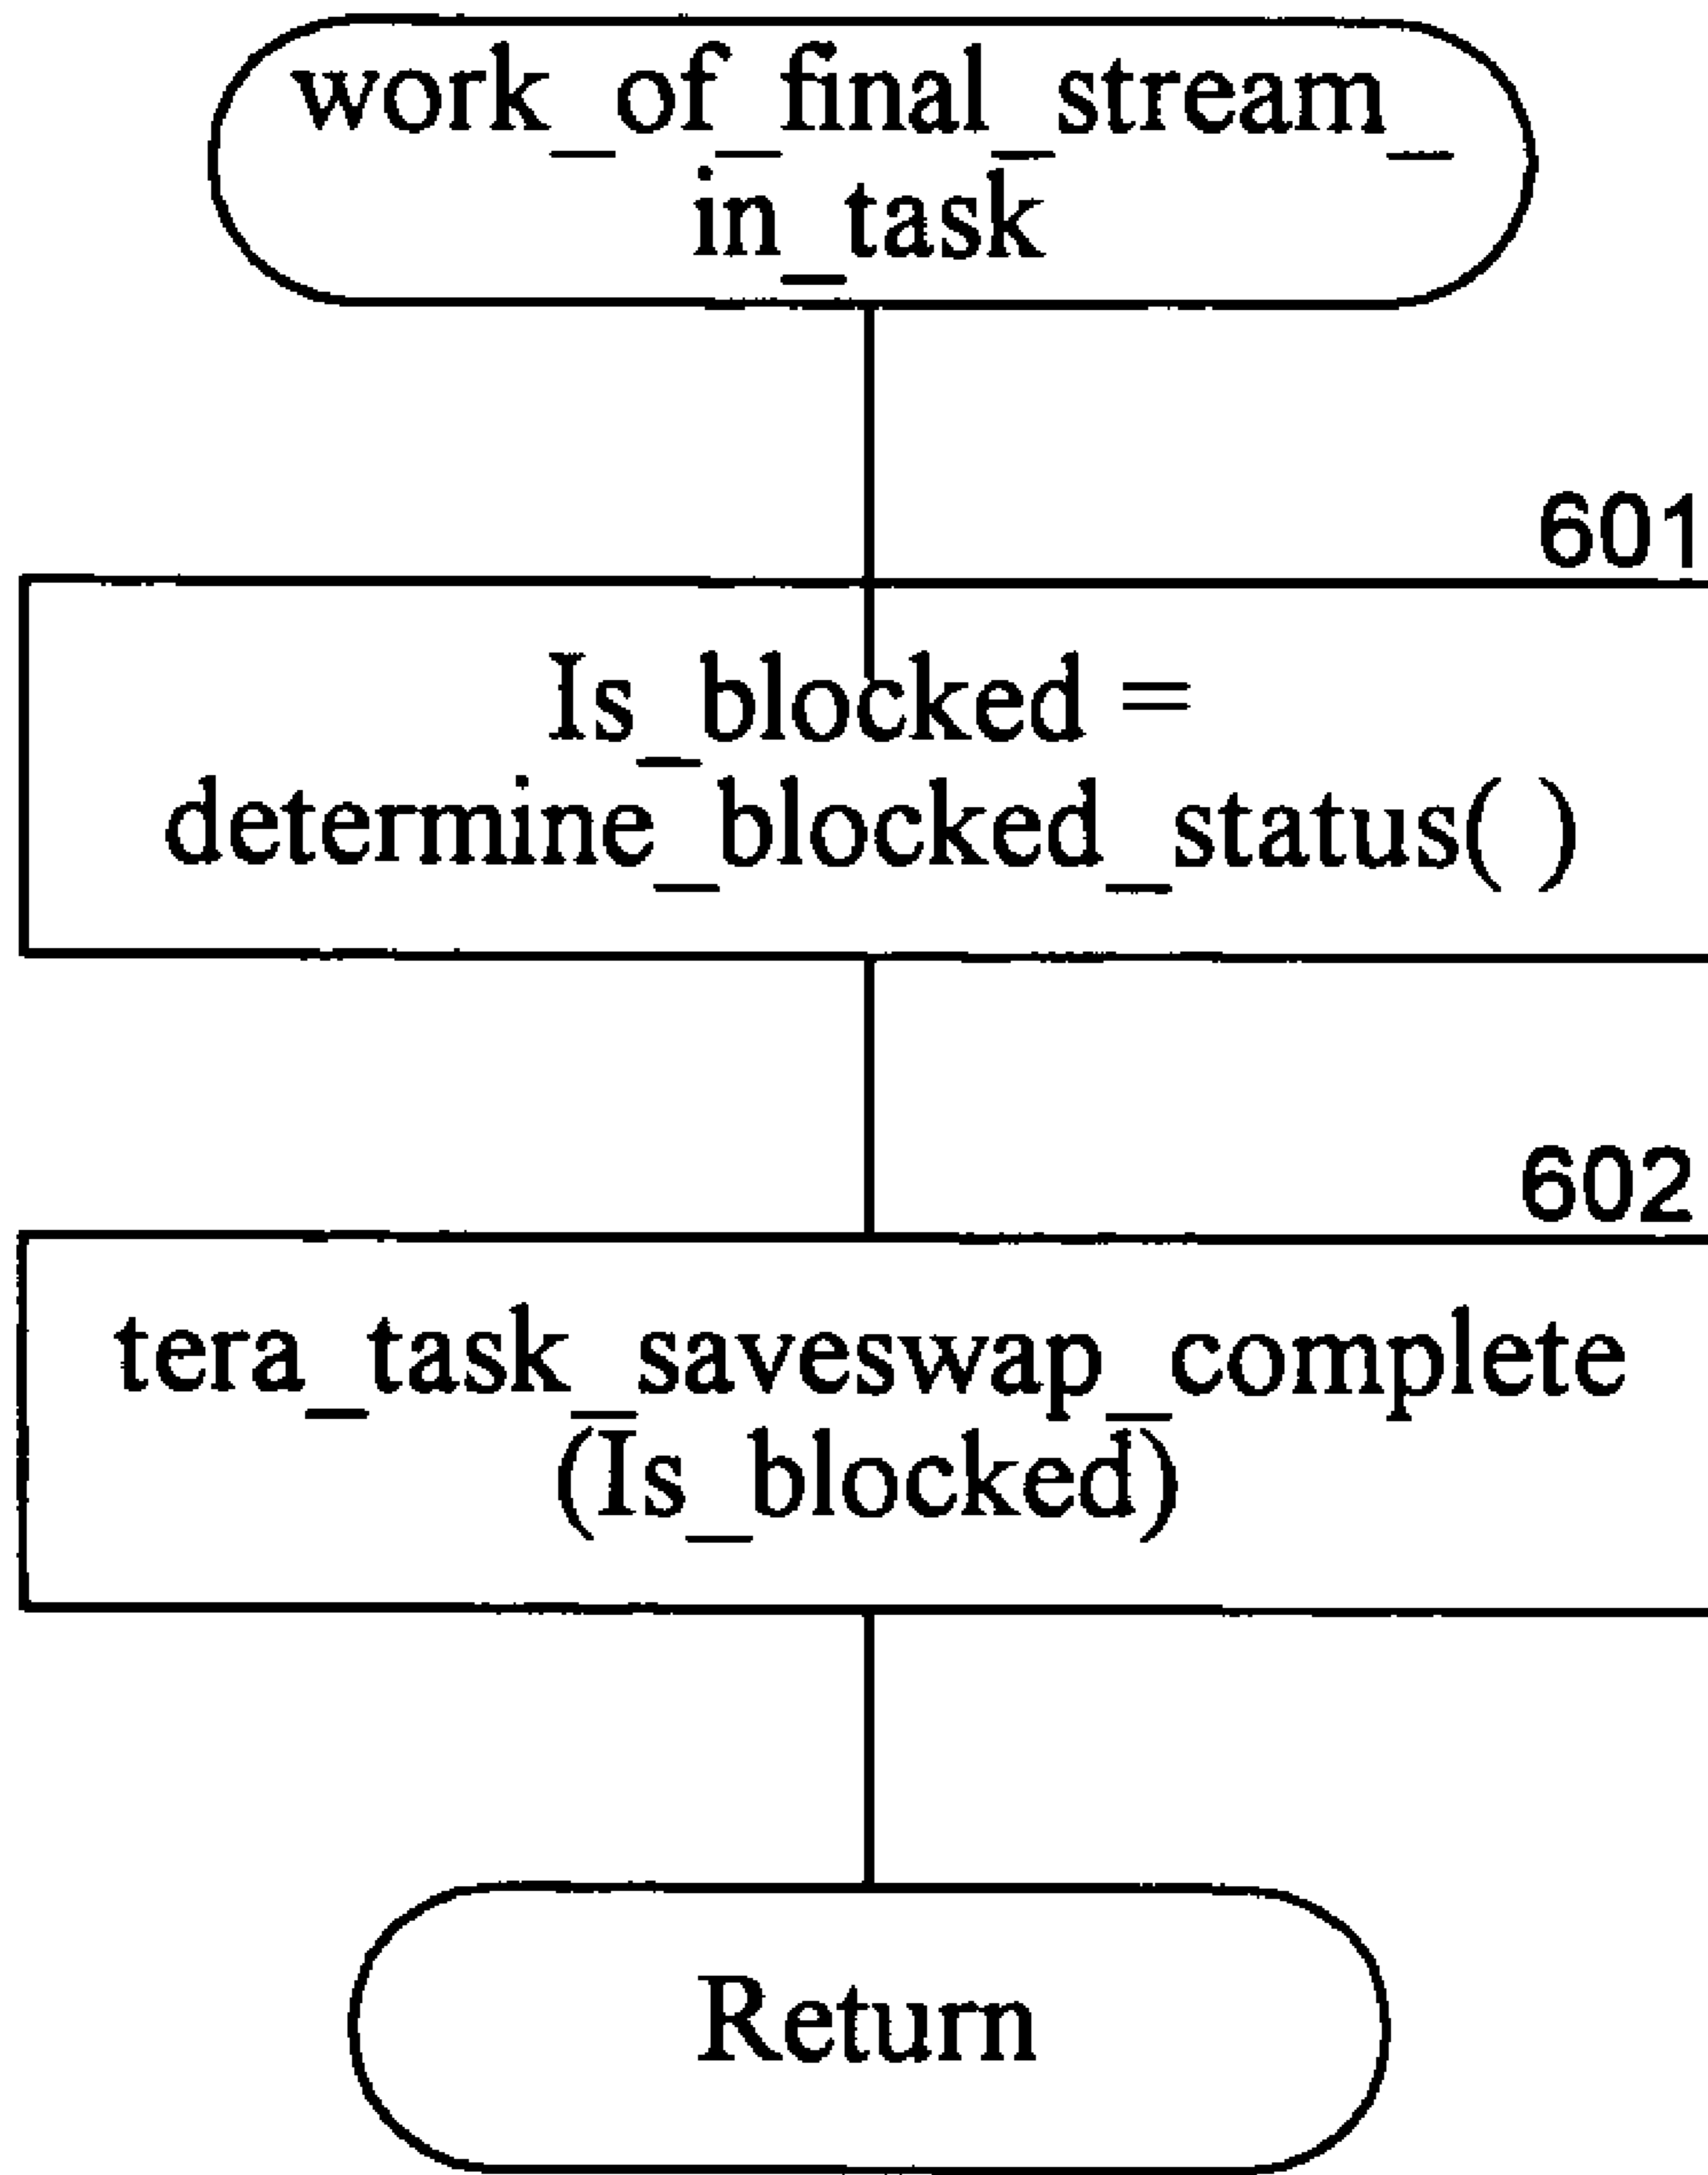 work_of_final_stream_
in_task
601
Is_blocked =
determine_blocked_status( )
602
tera_task_saveswap_complete
(Is_blocked)
Return